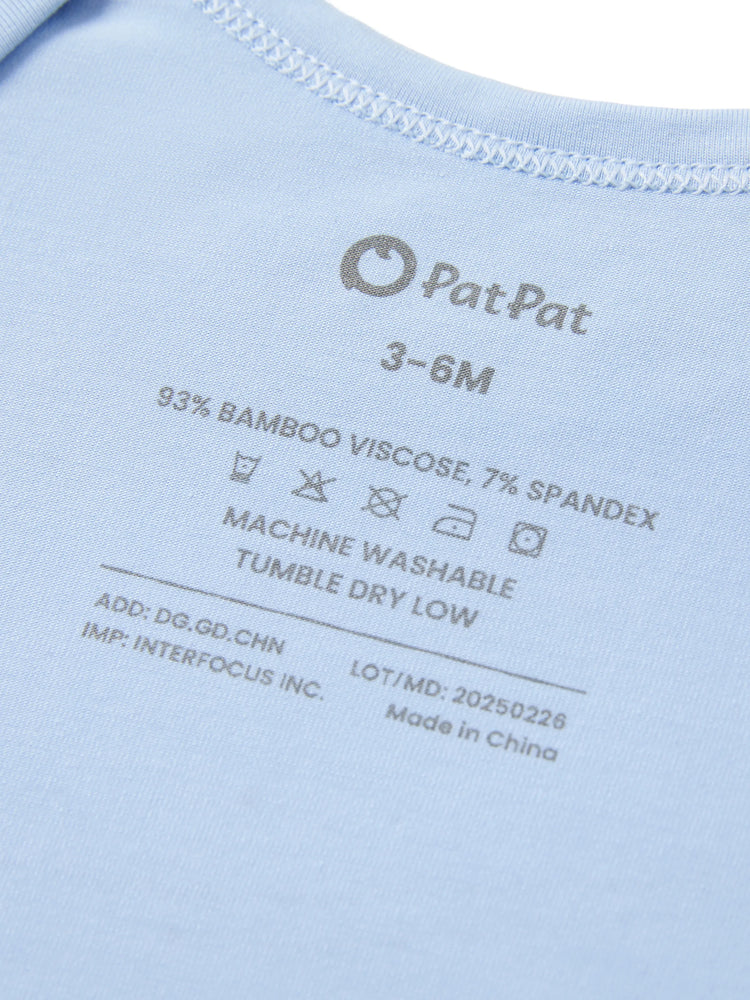 PatPat
3-6M
93% BAMBOO VISCOSE, 7% SPANDEX
MACHINE WASHABLE
TUMBLE DRY LOW
ADD: DG.GD.CHN
IMP: INTERFOCUS INC.
LOT/MD: 20250226
Made in China